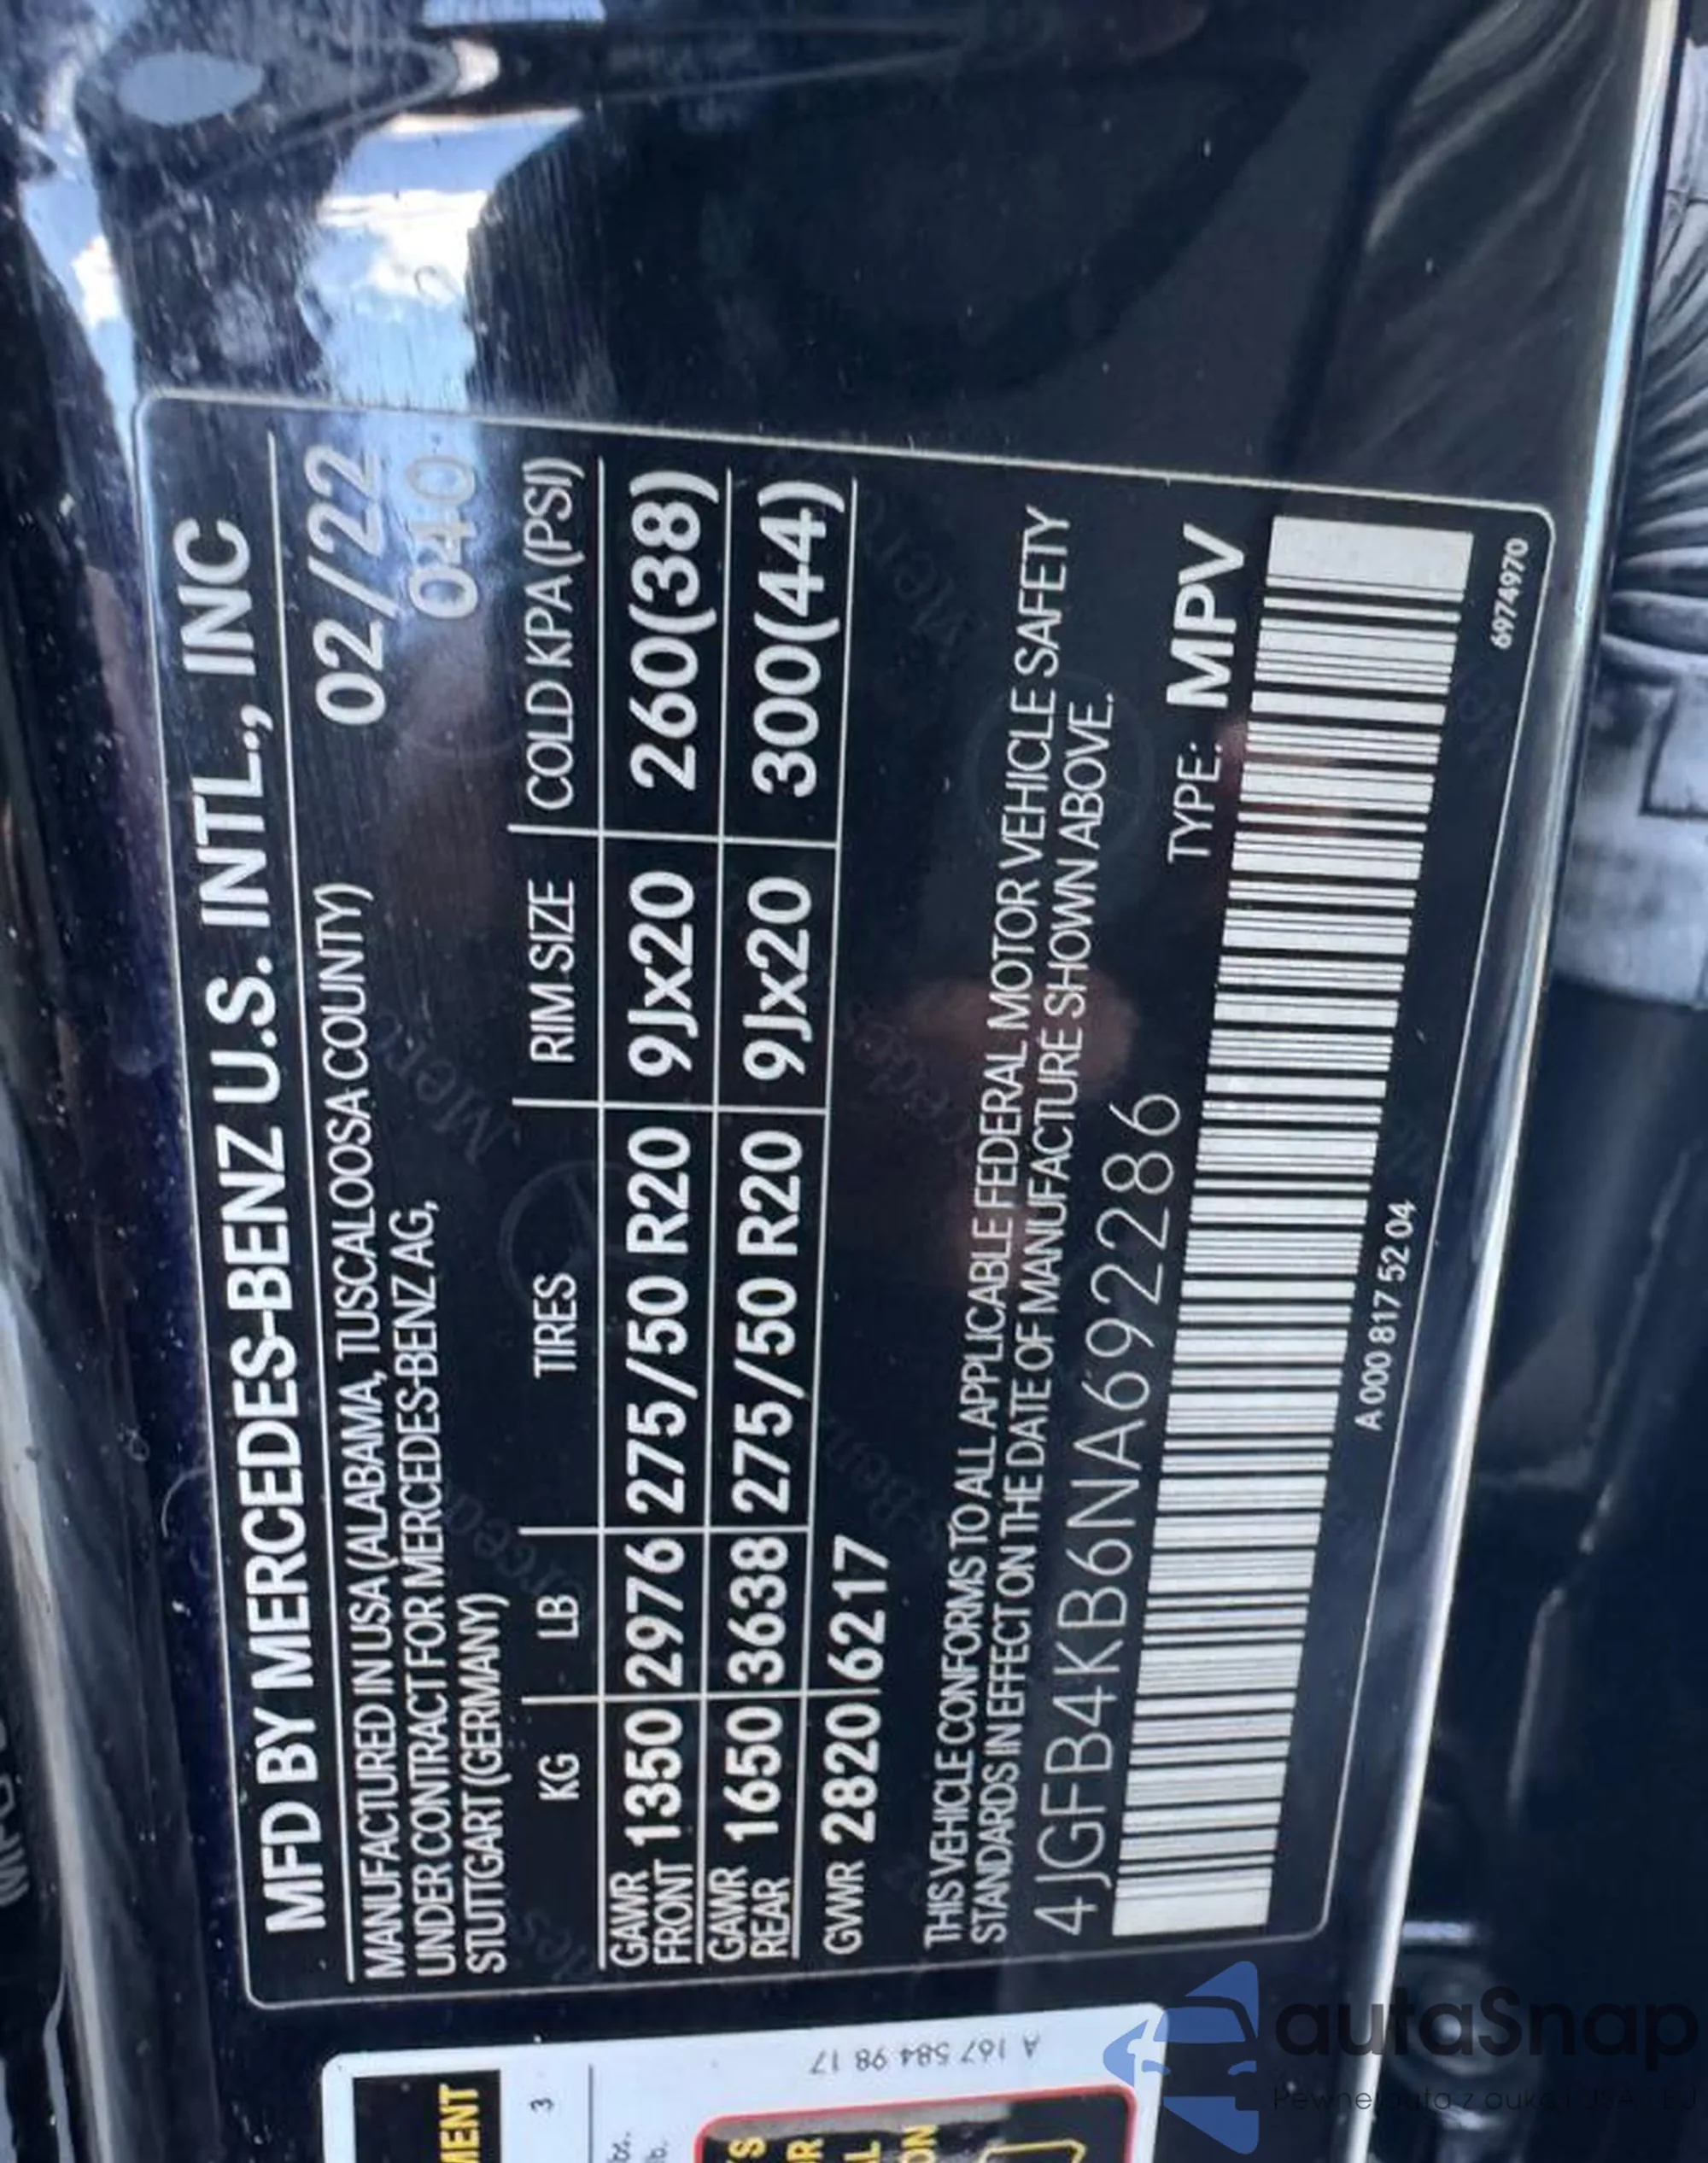 MFD BY MERCEDES-BENZ U.S. INTL., INC
MANUFACTURED IN USA (ALABAMA, TUSCALOOSA COUNTY) 02/22
UNDER CONTRACT FOR MERCEDES-BENZ AG, 040
STUTTGART (GERMANY)
KG LB TIRES RIM SIZE COLD KPA (PSI)
GAWR FRONT 1350 2976 275/50 R20 9Jx20 260(38)
GAWR REAR 1650 3638 275/50 R20 9Jx20 300(44)
GWR 2820 6217
THIS VEHICLE CONFORMS TO ALL APPLICABLE FEDERAL MOTOR VEHICLE SAFETY
STANDARDS IN EFFECT ON THE DATE OF MANUFACTURE SHOWN ABOVE.
4JGFB4KB6NA692286 TYPE: MPV
A 000 817 52 04
6974970
A 167 584 98 17
3
autaSnap